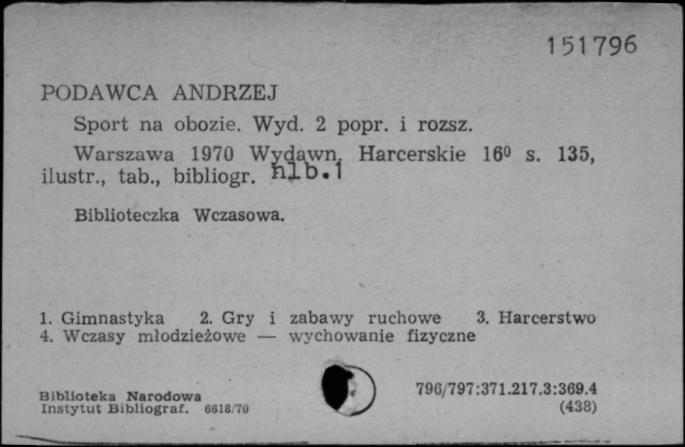 151796
PODAWCA ANDRZEJ
Sport na obozie. Wyd. 2 popr. i rozsz.
Warszawa 1970 Wydawn. Harcerskie 16⁰ s. 135,
ilustr., tab., bibliogr. nlb.1
Biblioteczka Wczasowa.
1. Gimnastyka 2. Gry i zabawy ruchowe 3. Harcerstwo
4. Wczasy młodzieżowe — wychowanie fizyczne
Biblioteka Narodowa
Instytut Bibliograf. 6618/70
796/797:371.217.3:369.4
(438)